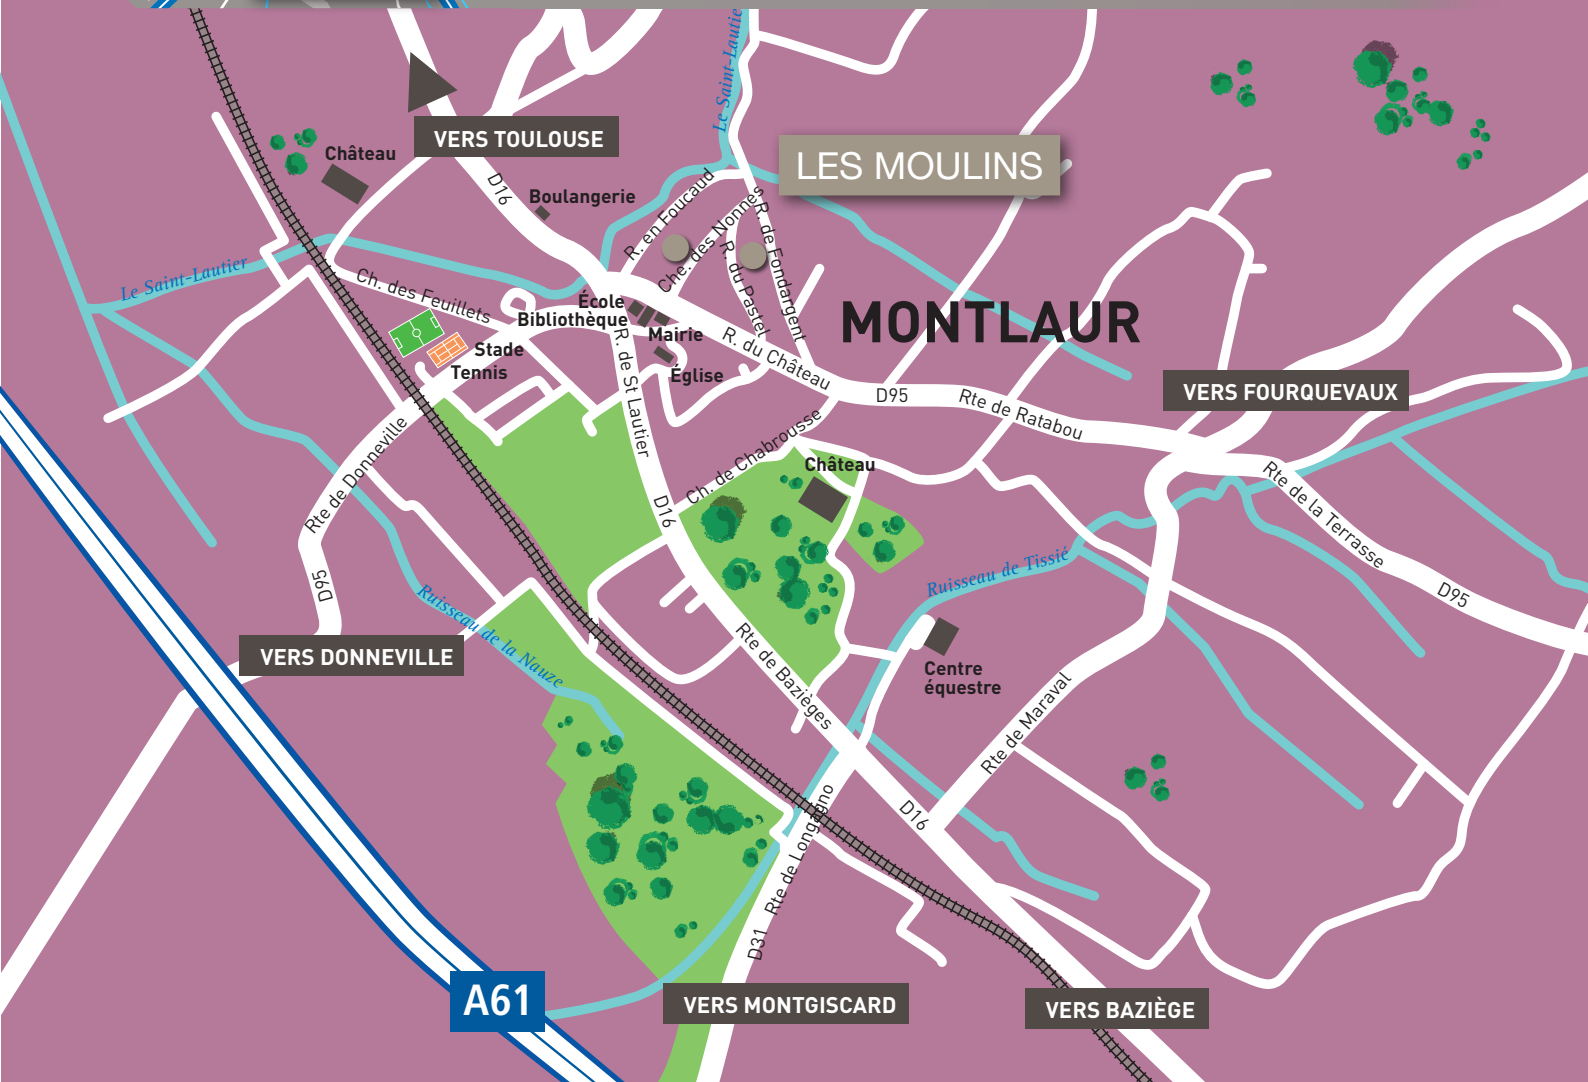 Le Saint-Lautier
VERS TOULOUSE
Château
LES MOULINS
D16
Boulangerie
R. en Foucaud
Che. des Nonnes
R. de Fondargent
R. du Pastel
Le Saint-Lautier
Ch. des Feuillets
École
Bibliothèque
Mairie
MONTLAUR
Stade
Tennis
Église
R. du Château
R. de St Lautier
D95
Rte de Ratabou
VERS FOURQUEVAUX
Rte de Donneville
Ch. de Chabrousse
Château
D16
Rte de la Terrasse
D95
D95
Ruisseau de Tissié
Ruisseau de la Nauze
VERS DONNEVILLE
Rte de Bazièges
Centre
équestre
Rte de Maraval
D16
Rte de Longagno
D31
A61
VERS MONTGISCARD
VERS BAZIÈGE